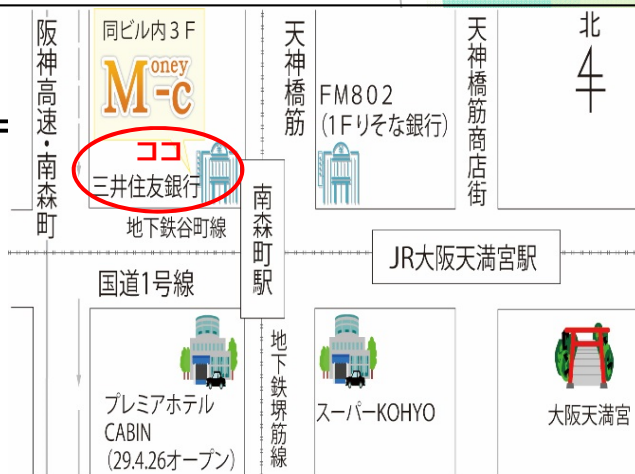 阪神高速・南森町
同ビル内3F
Money-c
ココ
三井住友銀行
天神橋筋
FM802
(1Fりそな銀行)
天神橋筋商店街
北
地下鉄谷町線
南森町駅
JR大阪天満宮駅
国道1号線
地下鉄堺筋線
プレミアホテル
CABIN
(29.4.26オープン)
スーパーKOHYO
大阪天満宮